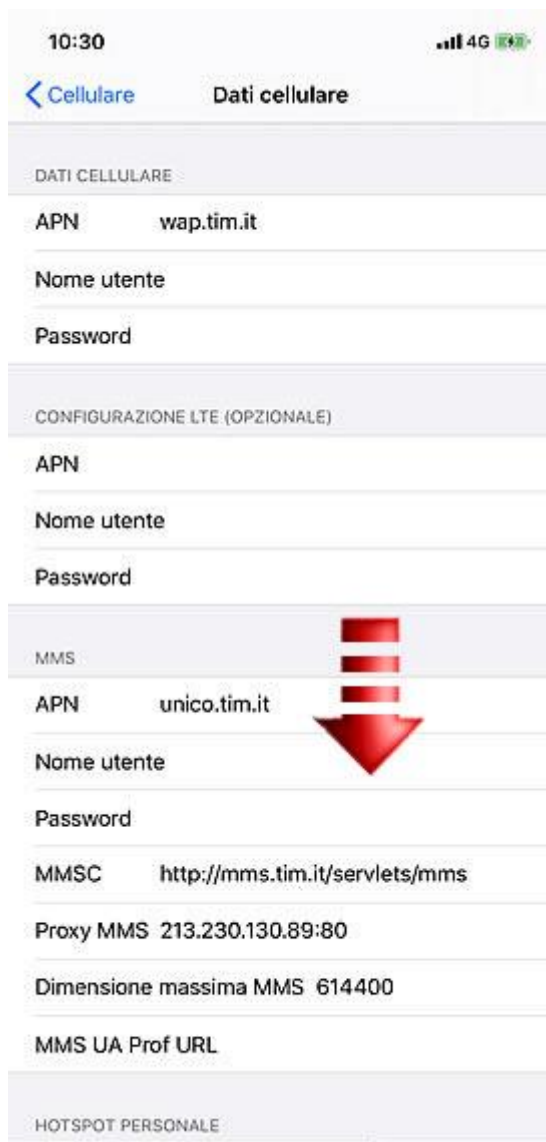 10:30 4G
Cellulare Dati cellulare
DATI CELLULARE
APN wap.tim.it
Nome utente
Password
CONFIGURAZIONE LTE (OPZIONALE)
APN
Nome utente
Password
MMS
APN unico.tim.it
Nome utente
Password
MMSC http://mms.tim.it/servlets/mms
Proxy MMS 213.230.130.89:80
Dimensione massima MMS 614400
MMS UA Prof URL
HOTSPOT PERSONALE